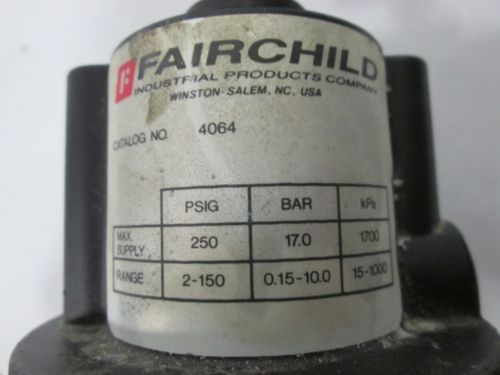 FAIRCHILD
INDUSTRIAL PRODUCTS COMPANY
WINSTON-SALEM, NC. USA
CATALOG NO. 4064
PSIG BAR kPa
MAX. SUPPLY 250 17.0 1700
RANGE 2-150 0.15-10.0 15-1000